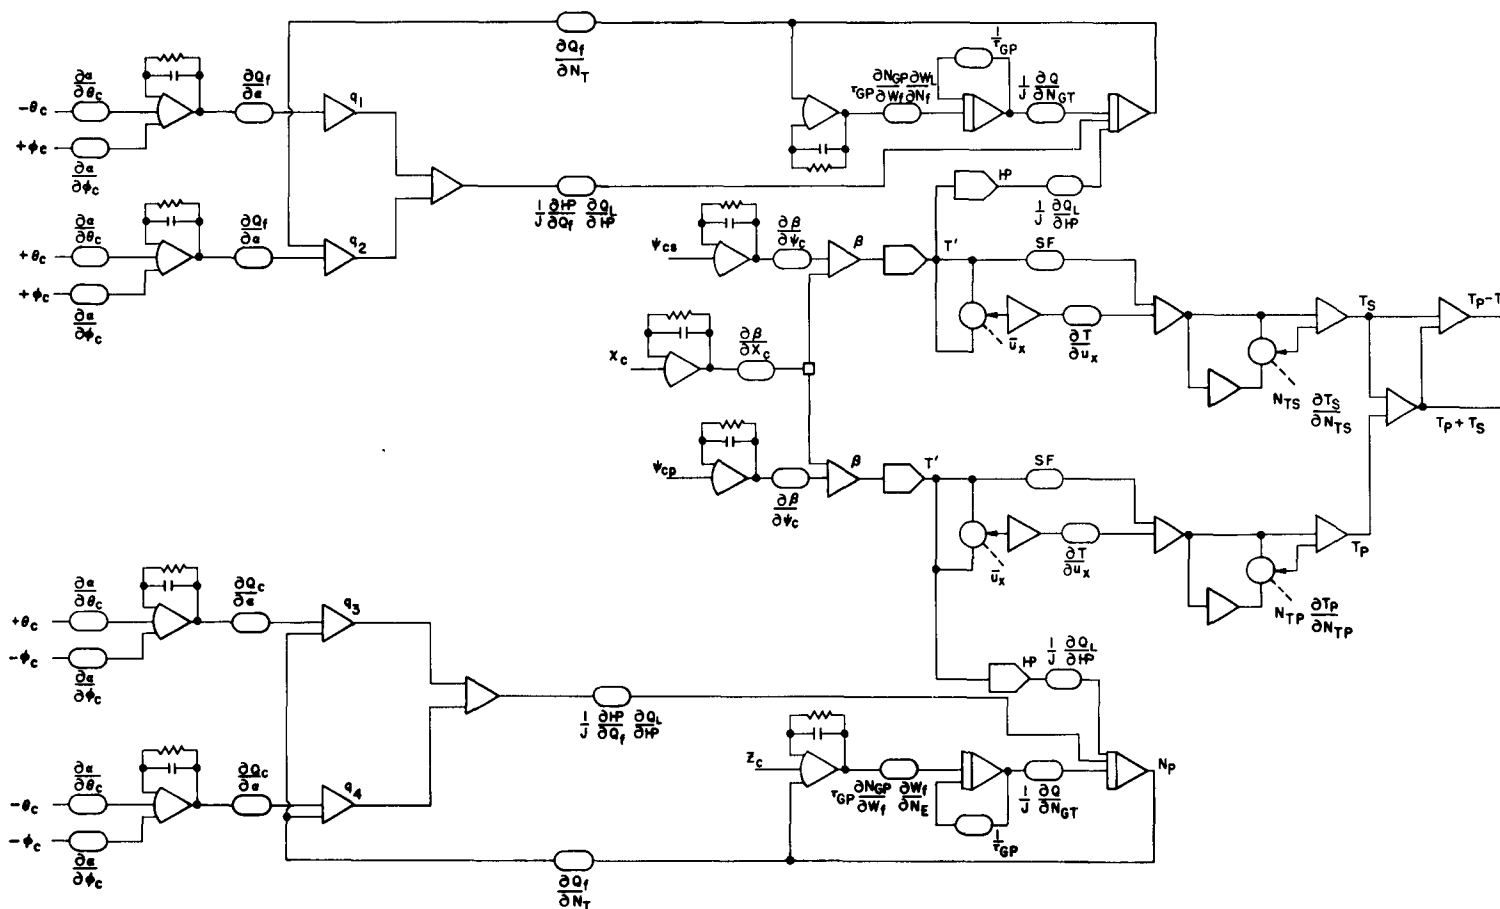 ∂Q_f/∂N_T
1/τ_GP
−θ_c
∂α/∂θ_c
∂Q_f/∂α
q_1
τ_GP ∂N_GP/∂W_f ∂W_L/∂N_f
1/J ∂Q/∂N_GT
+ϕ_c
∂α/∂ϕ_c
1/J ∂HP/∂Q_f ∂Q_L/∂HP
HP
1/J ∂Q_L/∂HP
+θ_c
∂α/∂θ_c
∂Q_f/∂α
q_2
+ϕ_c
∂α/∂ϕ_c
ψ_cs
∂β/∂ψ_c
β
T'
SF
ū_x
∂T/∂u_x
T_S
T_P−T
N_TS ∂T_S/∂N_TS
T_P+T_S
χ_c
∂β/∂χ_c
ψ_cp
∂β/∂ψ_c
β
T'
SF
ū_x
∂T/∂u_x
T_P
N_TP ∂T_P/∂N_TP
+θ_c
∂α/∂θ_c
∂Q_c/∂α
q_3
−ϕ_c
∂α/∂ϕ_c
HP
1/J ∂Q_L/∂HP
1/J ∂HP/∂Q_f ∂Q_L/∂HP
−θ_c
∂α/∂θ_c
∂Q_c/∂α
q_4
−ϕ_c
∂α/∂ϕ_c
Z_c
τ_GP ∂N_GP/∂W_f ∂W_f/∂N_E
1/J ∂Q/∂N_GT
N_P
1/τ_GP
∂Q_f/∂N_T